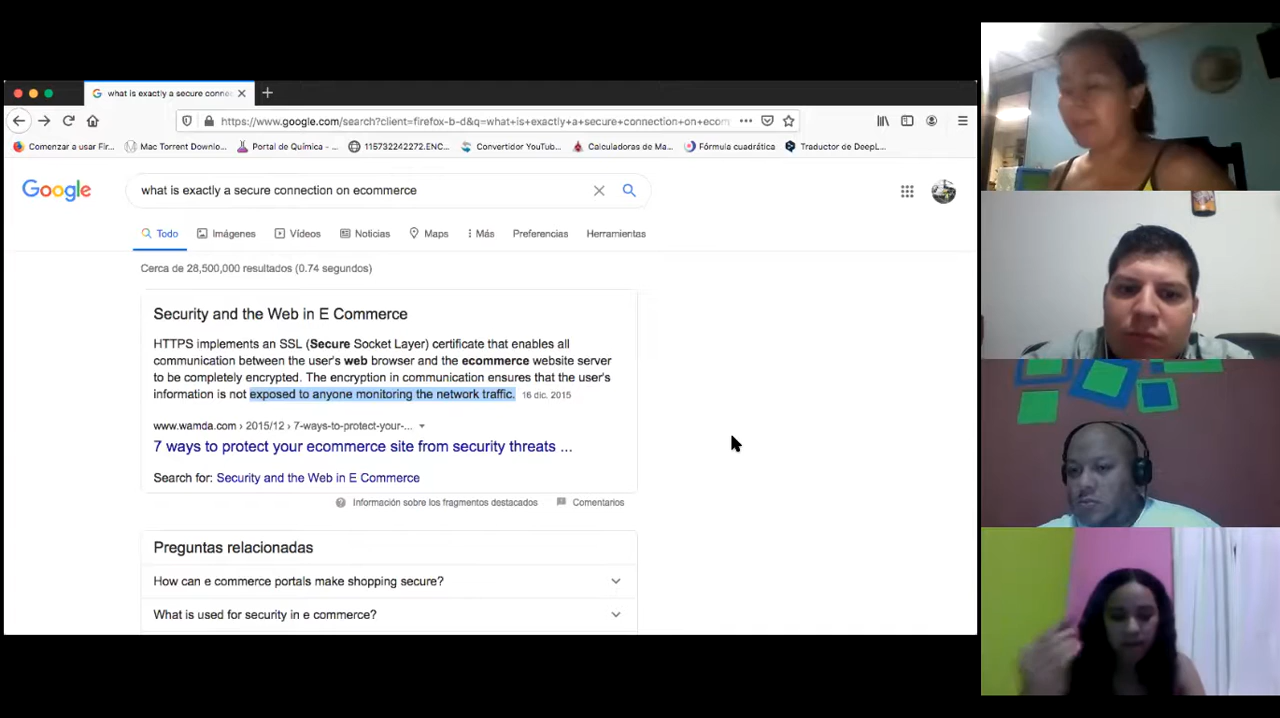 what is exactly a secure conne
https://www.google.com/search?client=firefox-b-d&q=what+is+exactly+a+secure+connection+on+ecom
Comenzar a usar Fir...
Mac Torrent Downlo...
Portal de Química - ...
115732242272.ENC...
Convertidor YouTub...
Calculadoras de Ma...
Fórmula cuadrática
Traductor de DeepL...
Google
what is exactly a secure connection on ecommerce
Todo
Imágenes
Vídeos
Noticias
Maps
Más
Preferencias
Herramientas
Cerca de 28,500,000 resultados (0.74 segundos)
Security and the Web in E Commerce
HTTPS implements an SSL (Secure Socket Layer) certificate that enables all
communication between the user's web browser and the ecommerce website server
to be completely encrypted. The encryption in communication ensures that the user's
information is not exposed to anyone monitoring the network traffic. 16 dic. 2015
www.wamda.com › 2015/12 › 7-ways-to-protect-your-...
7 ways to protect your ecommerce site from security threats ...
Search for: Security and the Web in E Commerce
Información sobre los fragmentos destacados
Comentarios
Preguntas relacionadas
How can e commerce portals make shopping secure?
What is used for security in e commerce?